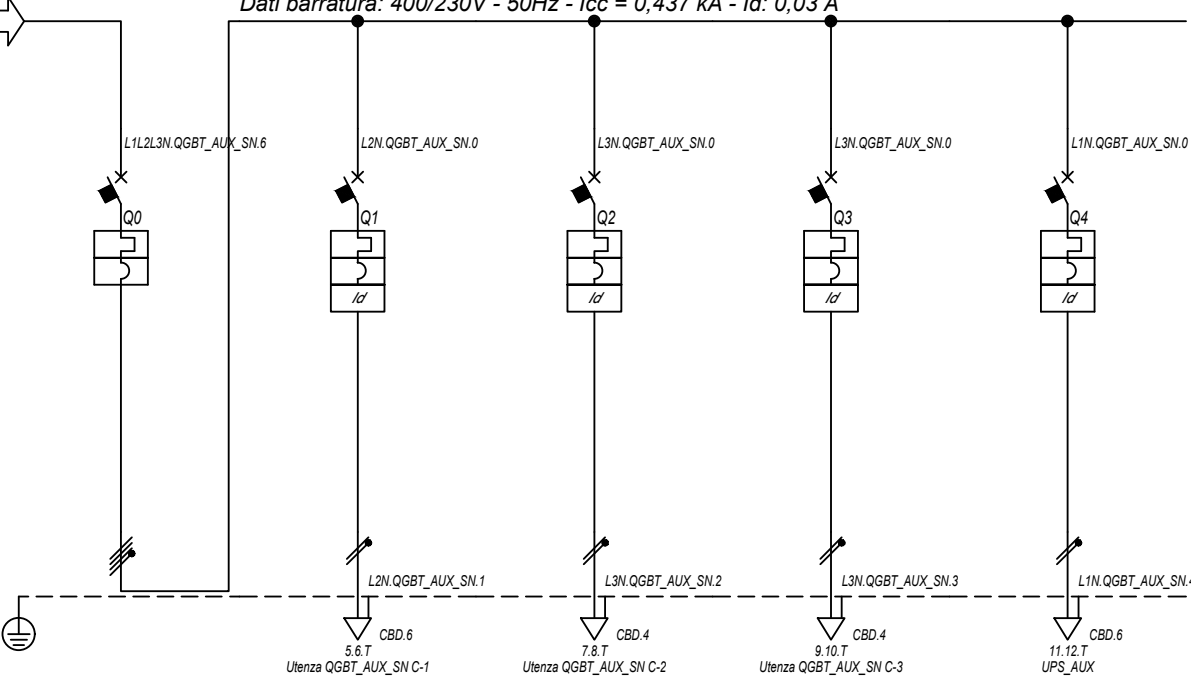 Dati barratura: 400/230V - 50Hz - Icc = 0,437 kA - Id: 0,03 A
L1L2L3N.QGBT_AUX_SN.6
L2N.QGBT_AUX_SN.0
L3N.QGBT_AUX_SN.0
L3N.QGBT_AUX_SN.0
L1N.QGBT_AUX_SN.0
Q0
Q1
Q2
Q3
Q4
Id
Id
Id
Id
L2N.QGBT_AUX_SN.1
L3N.QGBT_AUX_SN.2
L3N.QGBT_AUX_SN.3
L1N.QGBT_AUX_SN.4
CBD.6
CBD.4
CBD.4
CBD.6
5.6.T
7.8.T
9.10.T
11.12.T
Utenza QGBT_AUX_SN C-1
Utenza QGBT_AUX_SN C-2
Utenza QGBT_AUX_SN C-3
UPS_AUX